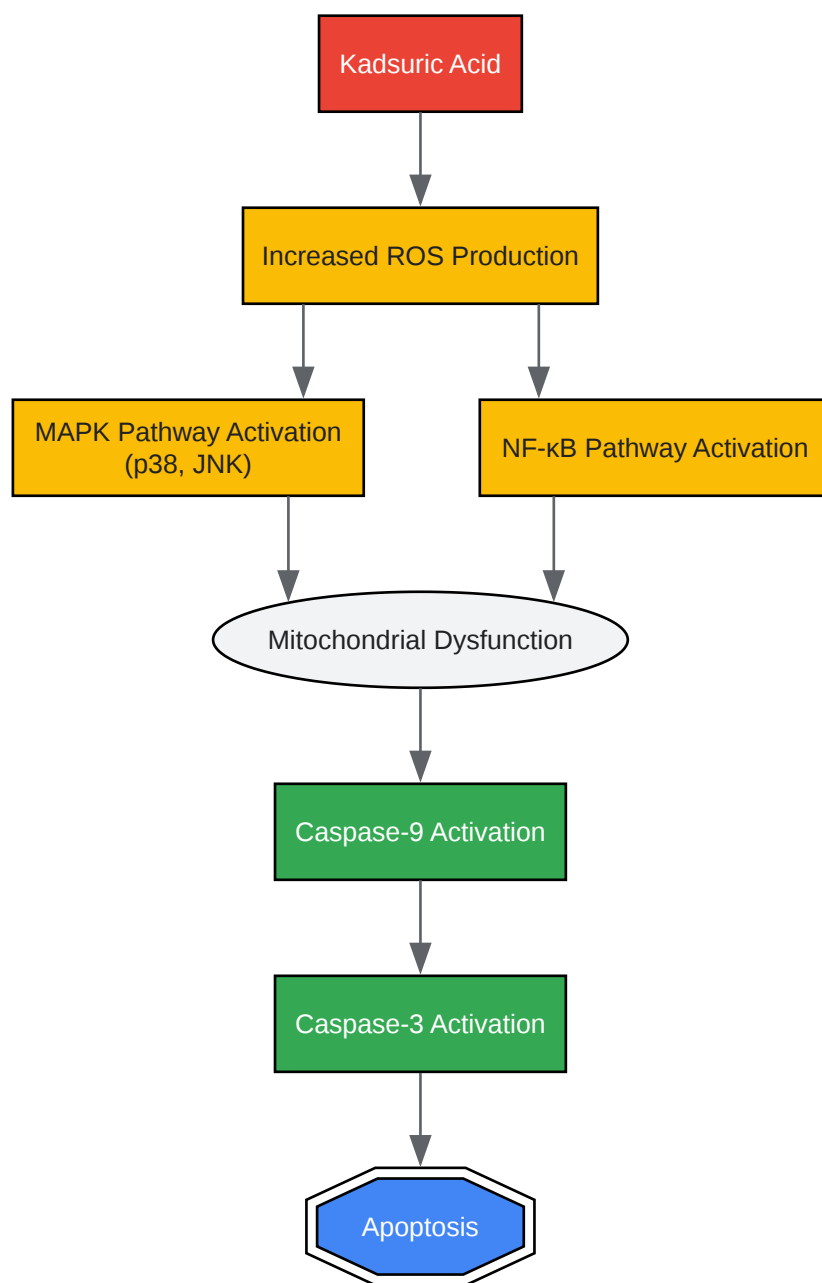 Kadsuric Acid
Increased ROS Production
MAPK Pathway Activation
(p38, JNK)
NF-κB Pathway Activation
Mitochondrial Dysfunction
Caspase-9 Activation
Caspase-3 Activation
Apoptosis